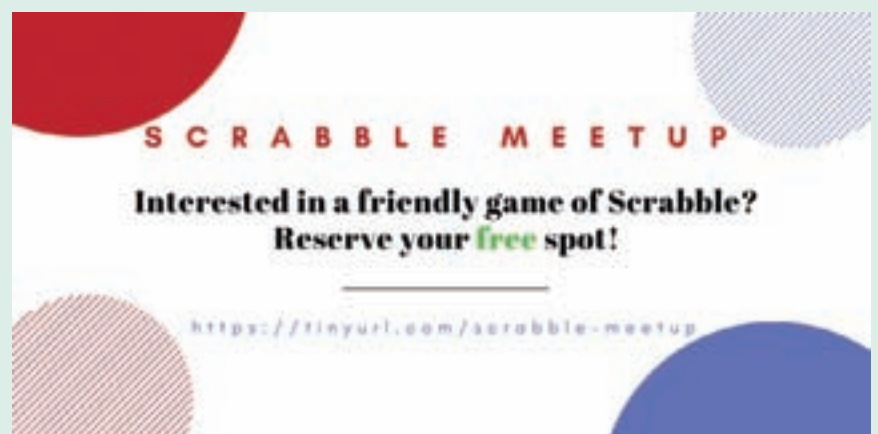 SCRABBLE MEETUP
Interested in a friendly game of Scrabble?
Reserve your free spot!
https://tinyurl.com/scrabble-meetup